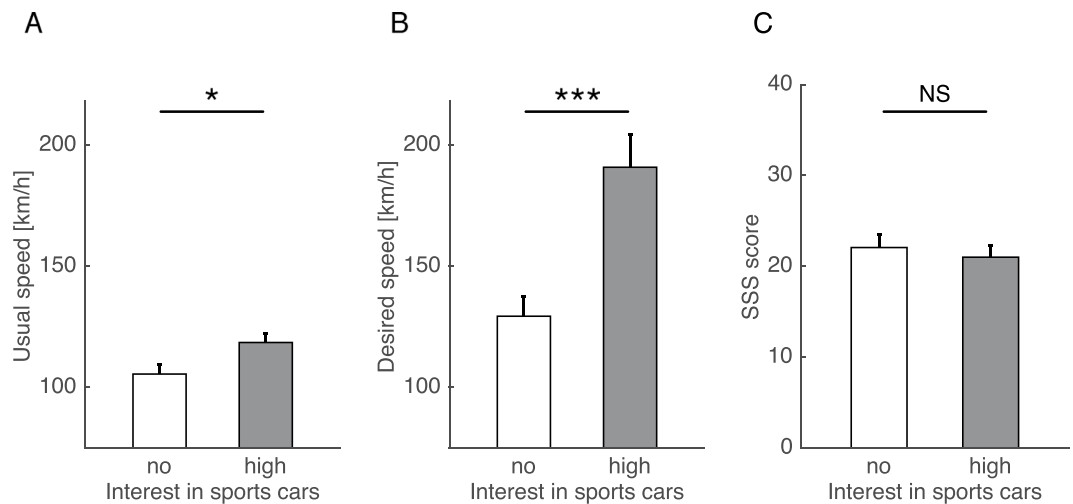 A
Usual speed [km/h]
200
150
100
*
no high
Interest in sports cars
B
Desired speed [km/h]
200
150
100
***
no high
Interest in sports cars
C
SSS score
40
30
20
10
0
NS
no high
Interest in sports cars